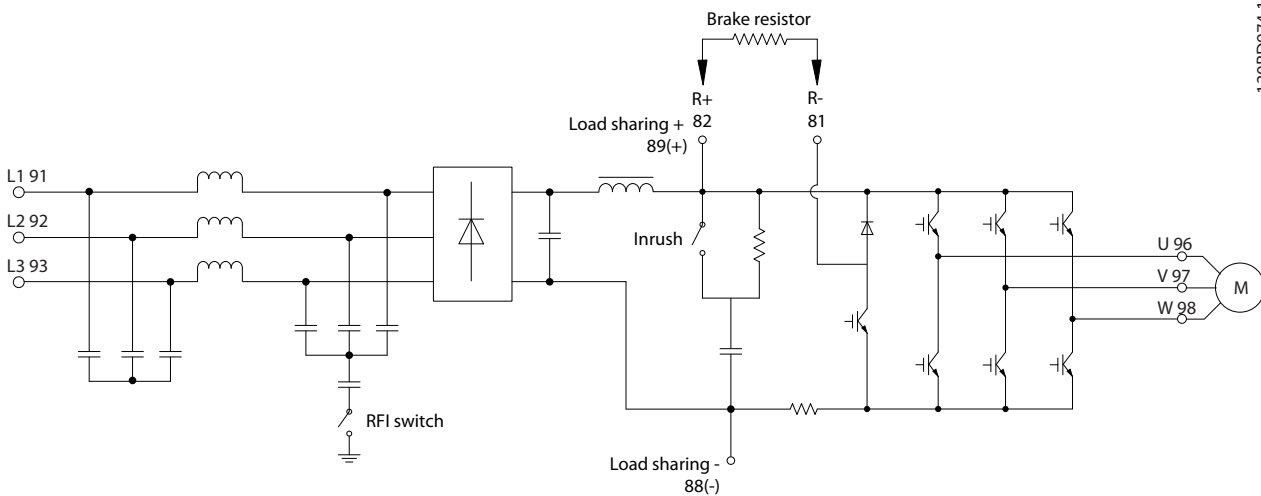 Brake resistor
R+
82
R-
81
Load sharing +
89(+)
L1 91
L2 92
L3 93
Inrush
U 96
V 97
W 98
M
RFI switch
Load sharing -
88(-)